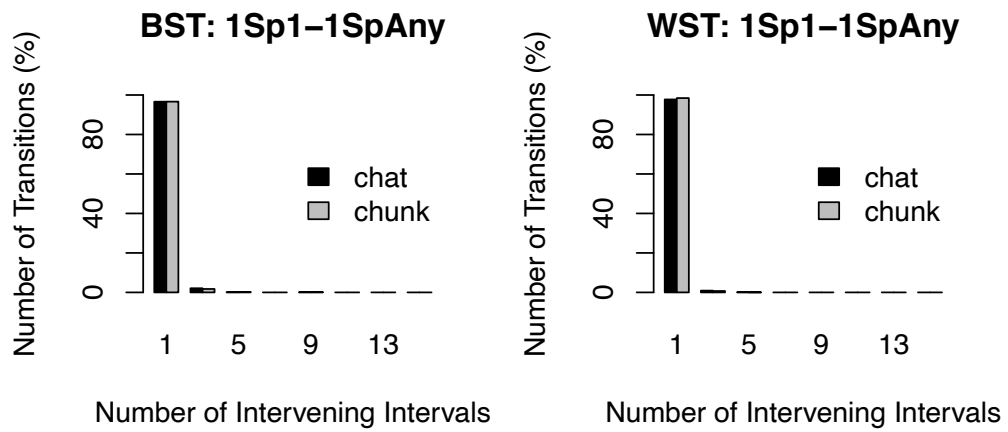 BST: 1Sp1–1SpAny
Number of Transitions (%)
80
40
0
chat
chunk
1 5 9 13
Number of Intervening Intervals
WST: 1Sp1–1SpAny
Number of Transitions (%)
80
40
0
chat
chunk
1 5 9 13
Number of Intervening Intervals